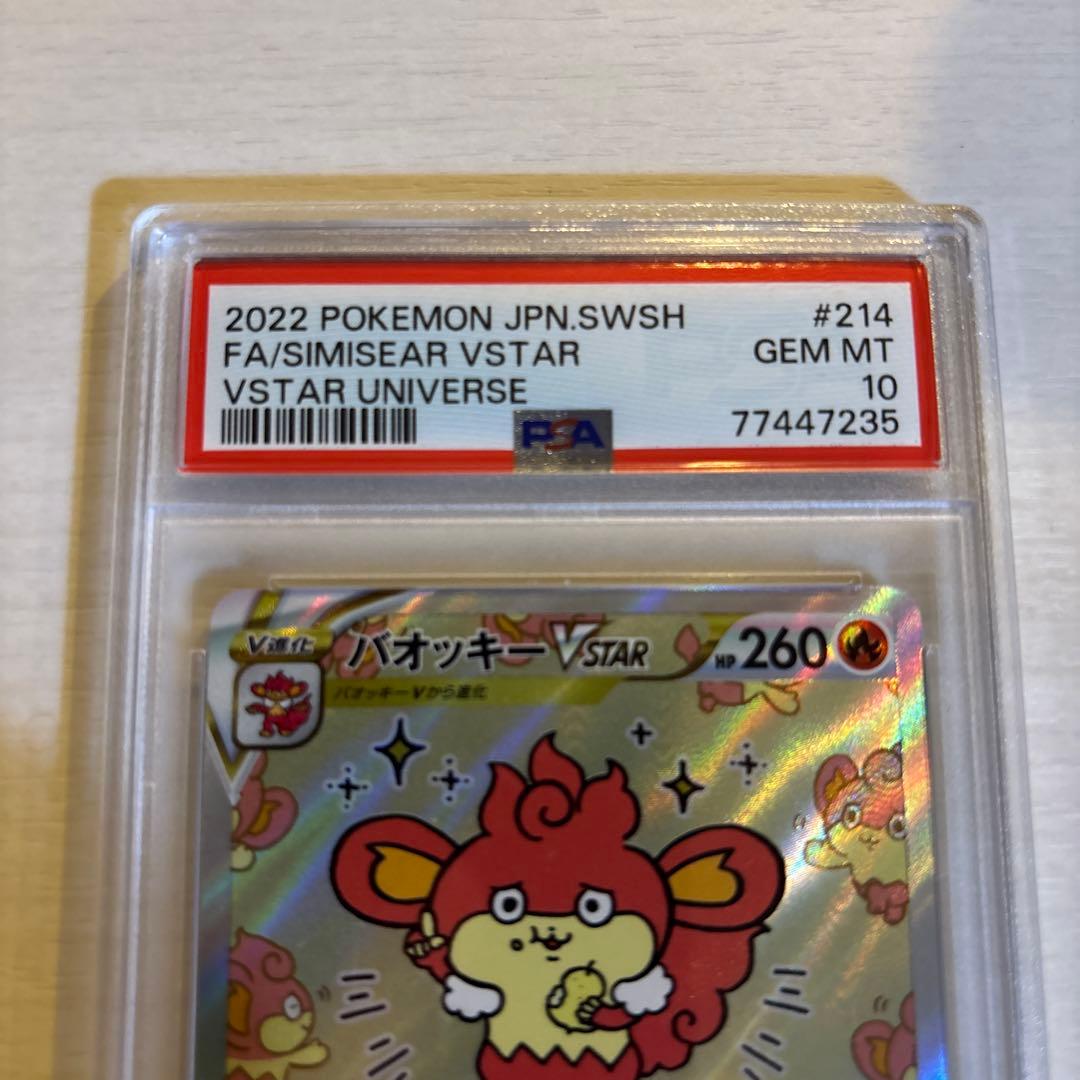 2022 POKEMON JPN.SWSH #214
FA/SIMISEAR VSTAR GEM MT
VSTAR UNIVERSE 10
PSA 77447235
V進化 バオッキーVSTAR HP 260
バオッキーVから進化